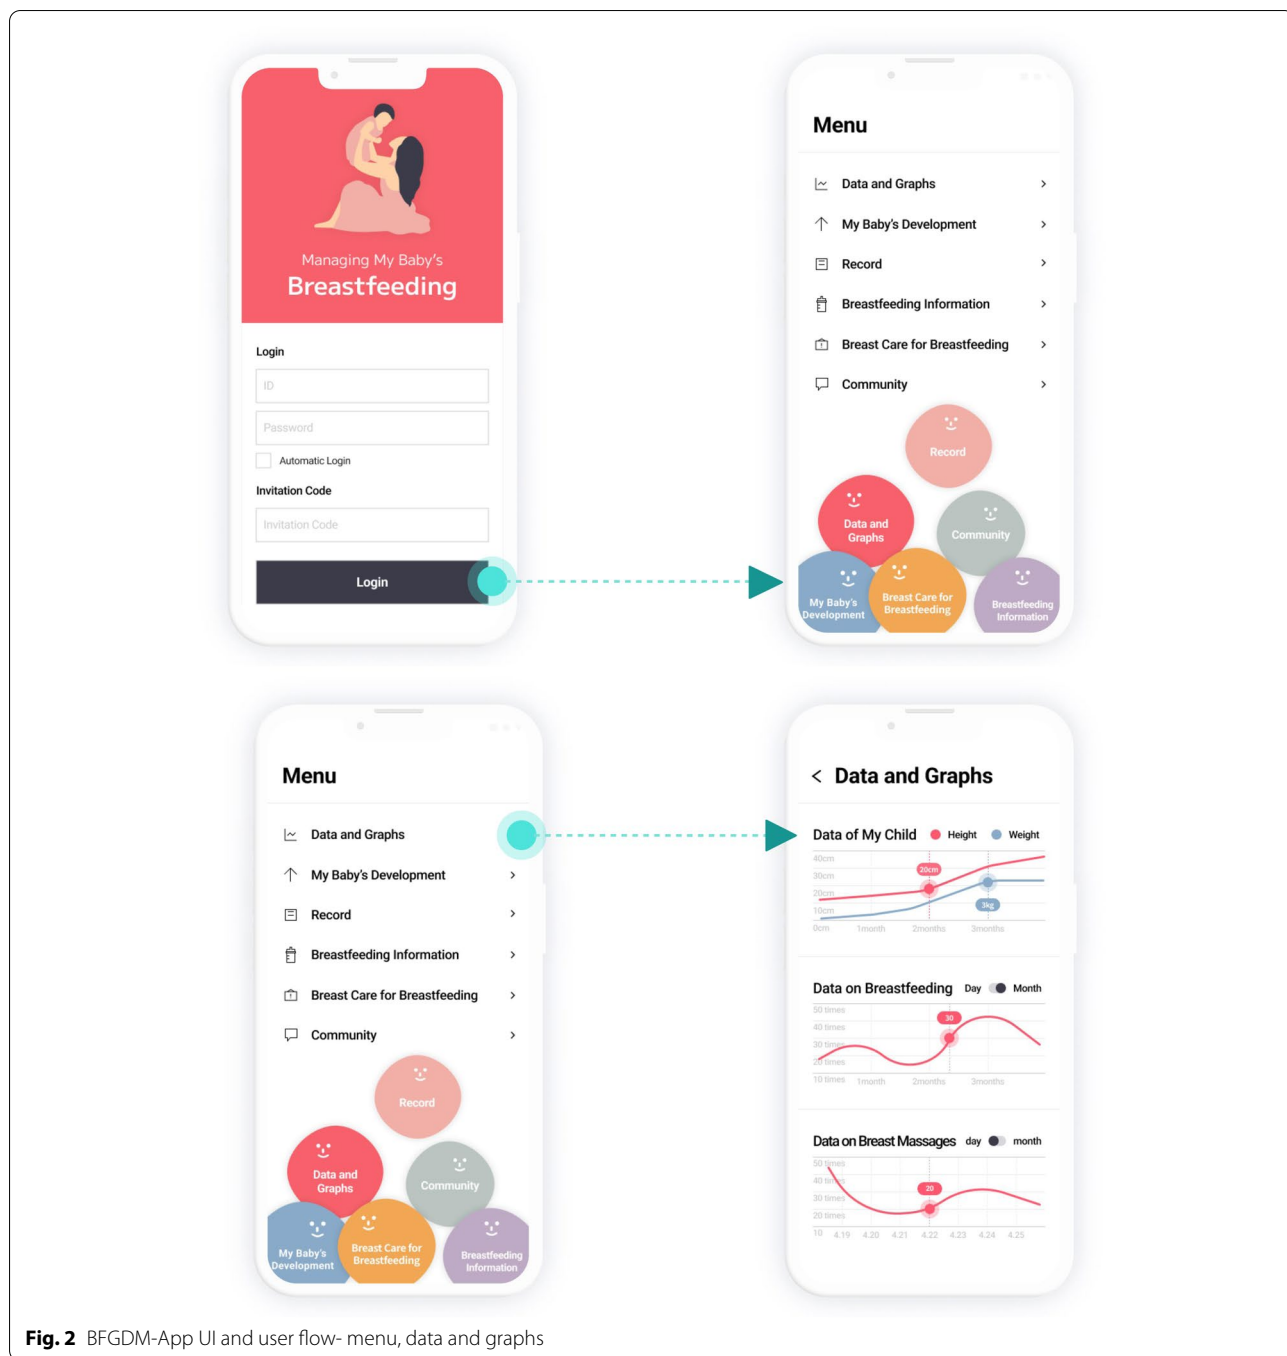 Managing My Baby's
Breastfeeding
Login
ID
Password
Automatic Login
Invitation Code
Invitation Code
Login
Menu
Data and Graphs
My Baby's Development
Record
Breastfeeding Information
Breast Care for Breastfeeding
Community
Record
Data and
Graphs
Community
My Baby's
Development
Breast Care for
Breastfeeding
Breastfeeding
Information
Menu
Data and Graphs
My Baby's Development
Record
Breastfeeding Information
Breast Care for Breastfeeding
Community
Record
Data and
Graphs
Community
My Baby's
Development
Breast Care for
Breastfeeding
Breastfeeding
Information
< Data and Graphs
Data of My Child Height Weight
40cm
30cm
20cm
20cm
10cm
3kg
0cm 1month 2months 3months
Data on Breastfeeding Day Month
50 times
40 times
30
30 times
20 times
10 times 1month 2months 3months
Data on Breast Massages day month
50 times
40 times
20
30 times
20 times
10 4.19 4.20 4.21 4.22 4.23 4.24 4.25
Fig. 2 BFGDM-App UI and user flow- menu, data and graphs